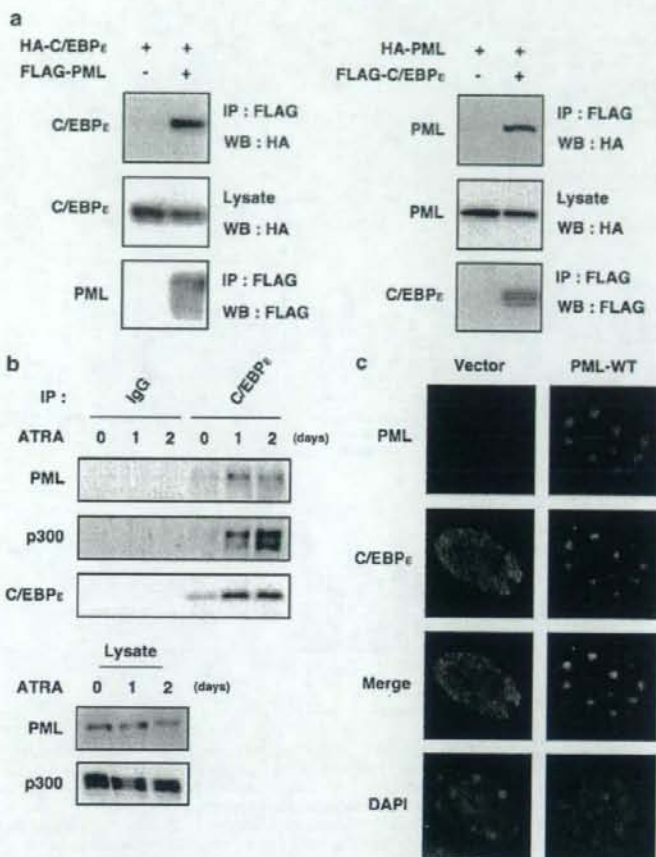 a
HA-C/EBPε + +
FLAG-PML - +
C/EBPε
IP : FLAG
WB : HA
C/EBPε
Lysate
WB : HA
PML
IP : FLAG
WB : FLAG
HA-PML + +
FLAG-C/EBPε - +
PML
IP : FLAG
WB : HA
PML
Lysate
WB : HA
C/EBPε
IP : FLAG
WB : FLAG
b
IP : IgG C/EBPε
ATRA 0 1 2 0 1 2 (days)
PML
p300
C/EBPε
Lysate
ATRA 0 1 2 (days)
PML
p300
c
Vector PML-WT
PML
C/EBPε
Merge
DAPI